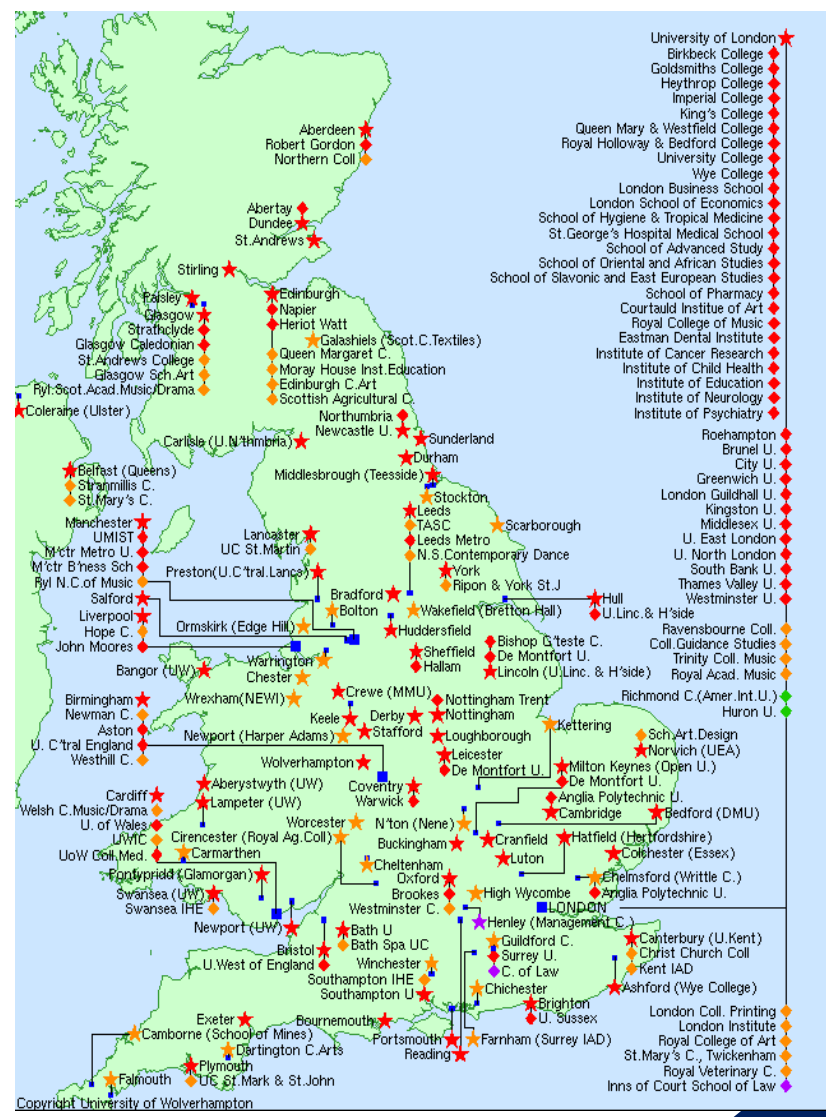 University of London
Birkbeck College
Goldsmiths College
Heythrop College
Imperial College
King's College
Queen Mary & Westfield College
Royal Holloway & Bedford College
University College
Wye College
London Business School
London School of Economics
School of Hygiene & Tropical Medicine
St.George's Hospital Medical School
School of Advanced Study
School of Oriental and African Studies
School of Slavonic and East European Studies
School of Pharmacy
Courtauld Institue of Art
Royal College of Music
Eastman Dental Institute
Institute of Cancer Research
Institute of Child Health
Institute of Education
Institute of Neurology
Institute of Psychiatry
Roehampton
Brunel U.
City U.
Greenwich U.
London Guildhall U.
Kingston U.
Middlesex U.
U. East London
U. North London
South Bank U.
Thames Valley U.
Westminster U.
Ravensbourne Coll.
Coll.Guidance Studies
Trinity Coll. Music
Royal Acad. Music
Richmond C.(Amer.Int.U.)
Huron U.
Aberdeen
Robert Gordon
Northern Coll
Abertay
Dundee
St.Andrews
Stirling
Paisley
Glasgow
Strathclyde
Glasgow Caledonian
St.Andrews College
Glasgow Sch.Art
Ryl.Scot.Acad.Music/Drama
Edinburgh
Napier
Heriot Watt
Galashiels (Scot.C.Textiles)
Queen Margaret C.
Moray House Inst.Education
Edinburgh C.Art
Scottish Agricultural C.
Coleraine (Ulster)
Northumbria
Newcastle U.
Carlisle (U.N'thmbria)
Sunderland
Durham
Middlesbrough (Teesside)
Stockton
Belfast (Queens)
Stranmillis C.
St.Mary's C.
Manchester
UMIST
M'ctr Metro U.
M'ctr B'ness Sch
Ryl N.C.of Music
Salford
Liverpool
Hope C.
John Moores
Leeds
TASC
Leeds Metro
N.S.Contemporary Dance
Scarborough
Lancaster
UC St.Martin
Preston(U.C'tral.Lancs)
York
Ripon & York St.J
Bradford
Bolton
Wakefield (Bretton Hall)
Hull
U.Linc.& H'side
Ormskirk (Edge Hill)
Huddersfield
Sheffield
Hallam
Bishop G'teste C.
De Montfort U.
Lincoln (U.Linc. & H'side)
Bangor (UW)
Warrington
Chester
Wrexham(NEWI)
Crewe (MMU)
Keele
Newport (Harper Adams)
Stafford
Derby
Nottingham Trent
Nottingham
Loughborough
Leicester
De Montfort U.
Kettering
Sch.Art.Design
Norwich (UEA)
Birmingham
Newman C.
Aston
U. C'tral England
Westhill C.
Wolverhampton
Aberystwyth (UW)
Lampeter (UW)
Coventry
Warwick
Milton Keynes (Open U.)
De Montfort U.
Anglia Polytechnic U.
Cambridge
Bedford (DMU)
Cardiff
Welsh C.Music/Drama
U. of Wales
UWIC
UoW Coll.Med.
Carmarthen
Worcester
Cirencester (Royal Ag.Coll)
N'ton (Nene)
Buckingham
Cranfield
Luton
Hatfield (Hertfordshire)
Colchester (Essex)
Pontypridd (Glamorgan)
Swansea (UW)
Swansea IHE
Newport (UW)
Cheltenham
Oxford
Brookes
Westminster C.
High Wycombe
Chelmsford (Writtle C.)
Anglia Polytechnic U.
LONDON
Henley (Management C.)
Bristol
U.West of England
Bath U
Bath Spa UC
Winchester
Southampton IHE
Southampton U
Guildford C.
Surrey U.
C. of Law
Chichester
Canterbury (U.Kent)
Christ Church Coll
Kent IAD
Ashford (Wye College)
Brighton
U. Sussex
Exeter
Bournemouth
Portsmouth
Reading
Farnham (Surrey IAD)
Camborne (School of Mines)
Dartington C.Arts
Plymouth
UC St.Mark & St.John
Falmouth
London Coll. Printing
London Institute
Royal College of Art
St.Mary's C., Twickenham
Royal Veterinary C.
Inns of Court School of Law
Copyright University of Wolverhampton